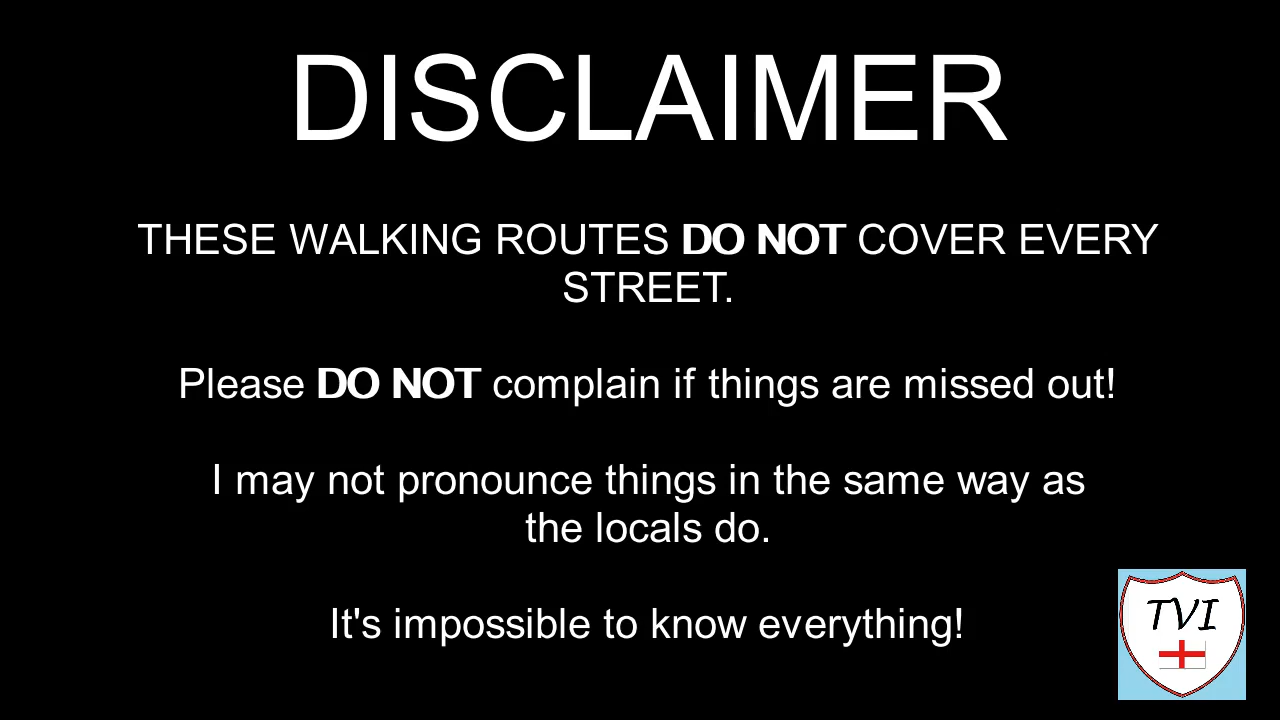 DISCLAIMER
THESE WALKING ROUTES DO NOT COVER EVERY
STREET.
Please DO NOT complain if things are missed out!
I may not pronounce things in the same way as
the locals do.
It's impossible to know everything!
TVI